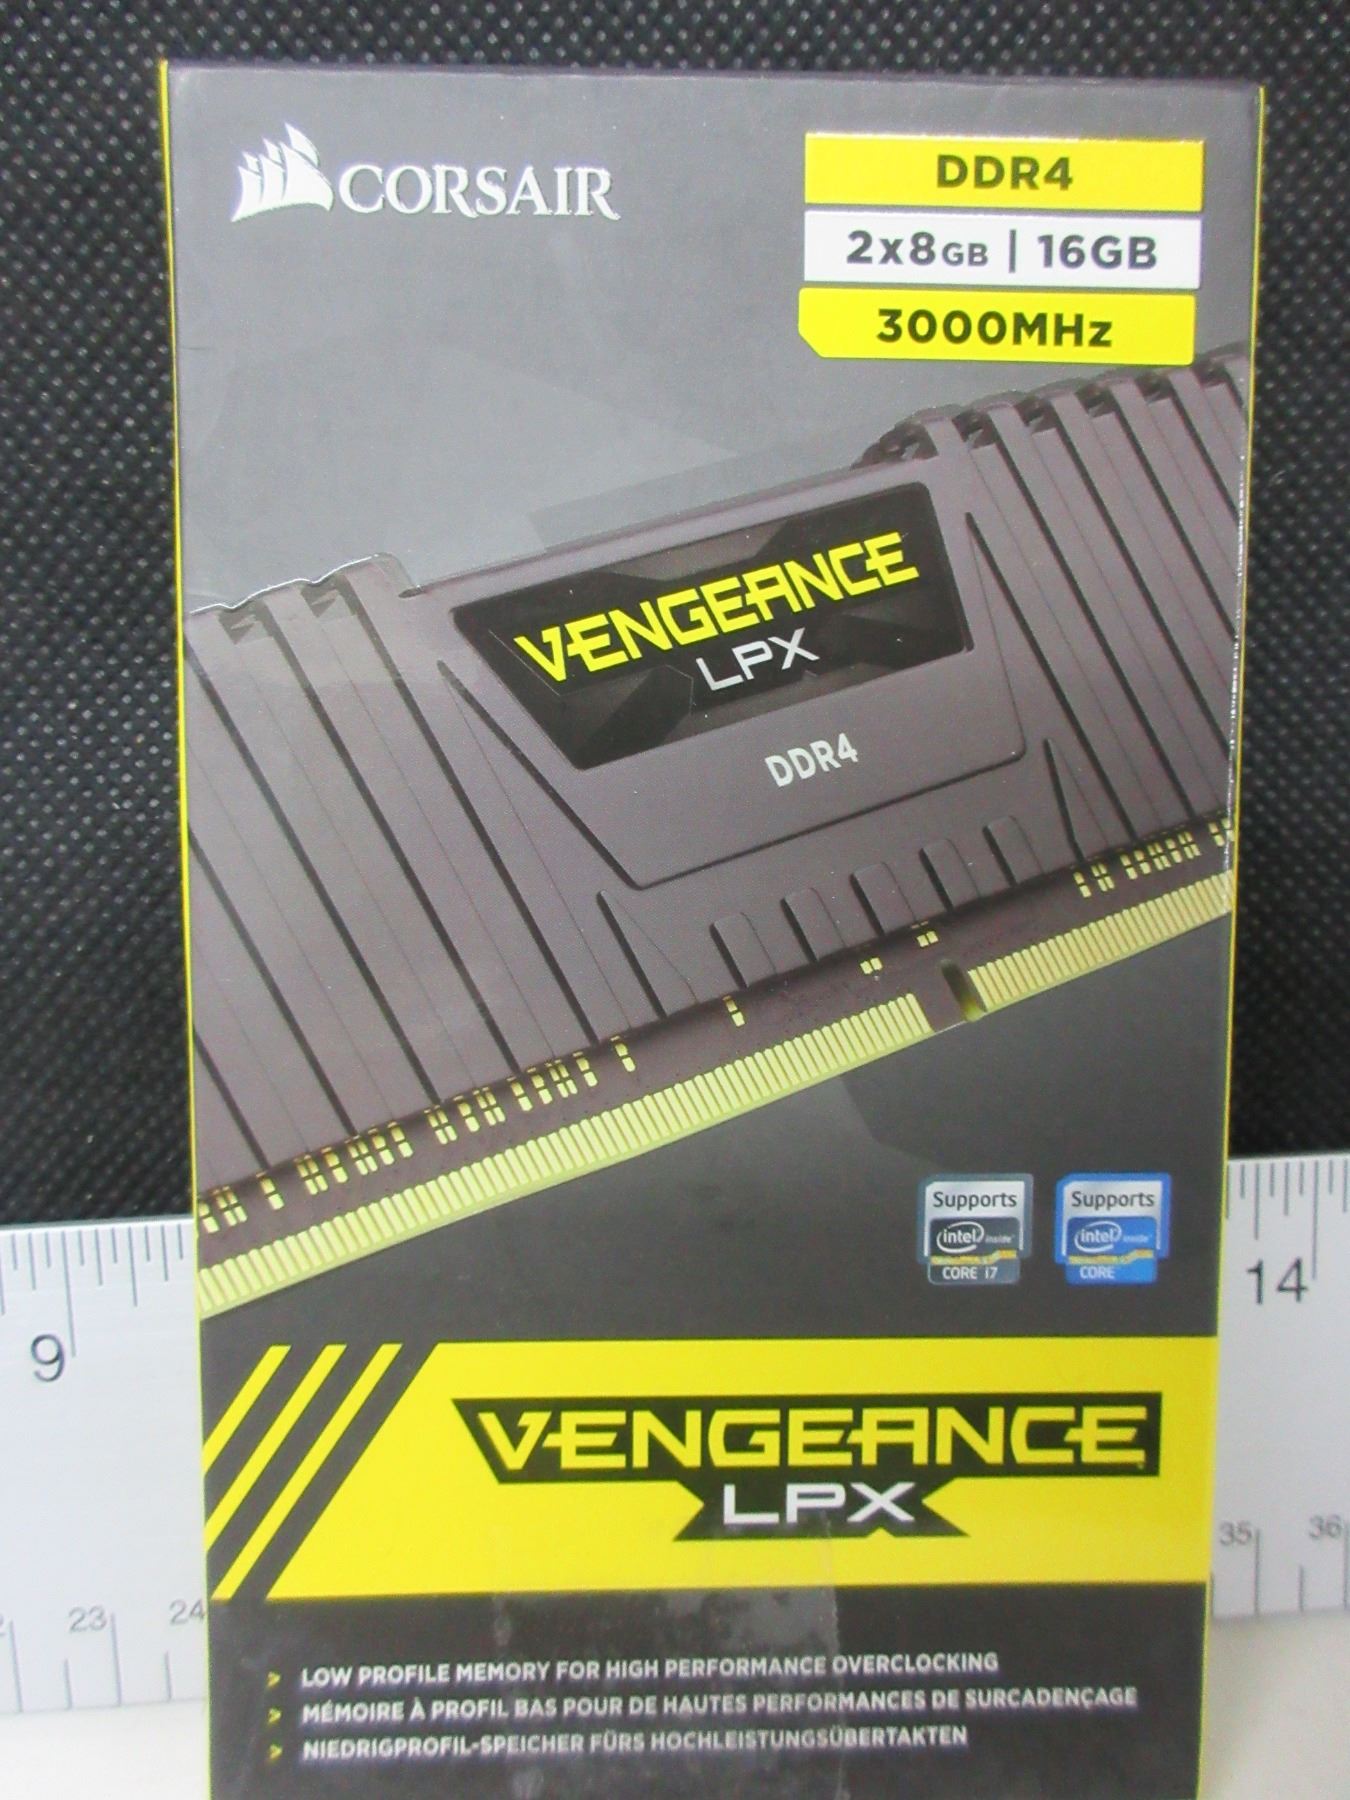 CORSAIR
DDR4
2x8GB | 16GB
3000MHz
VENGEANCE
LPX
DDR4
Supports
intel inside
CORE i7
Supports
intel inside
CORE
9
14
VENGEANCE
LPX
35
36
23
24
> LOW PROFILE MEMORY FOR HIGH PERFORMANCE OVERCLOCKING
> MÉMOIRE À PROFIL BAS POUR DE HAUTES PERFORMANCES DE SURCADENÇAGE
> NIEDRIGPROFIL-SPEICHER FÜRS HOCHLEISTUNGSÜBERTAKTEN